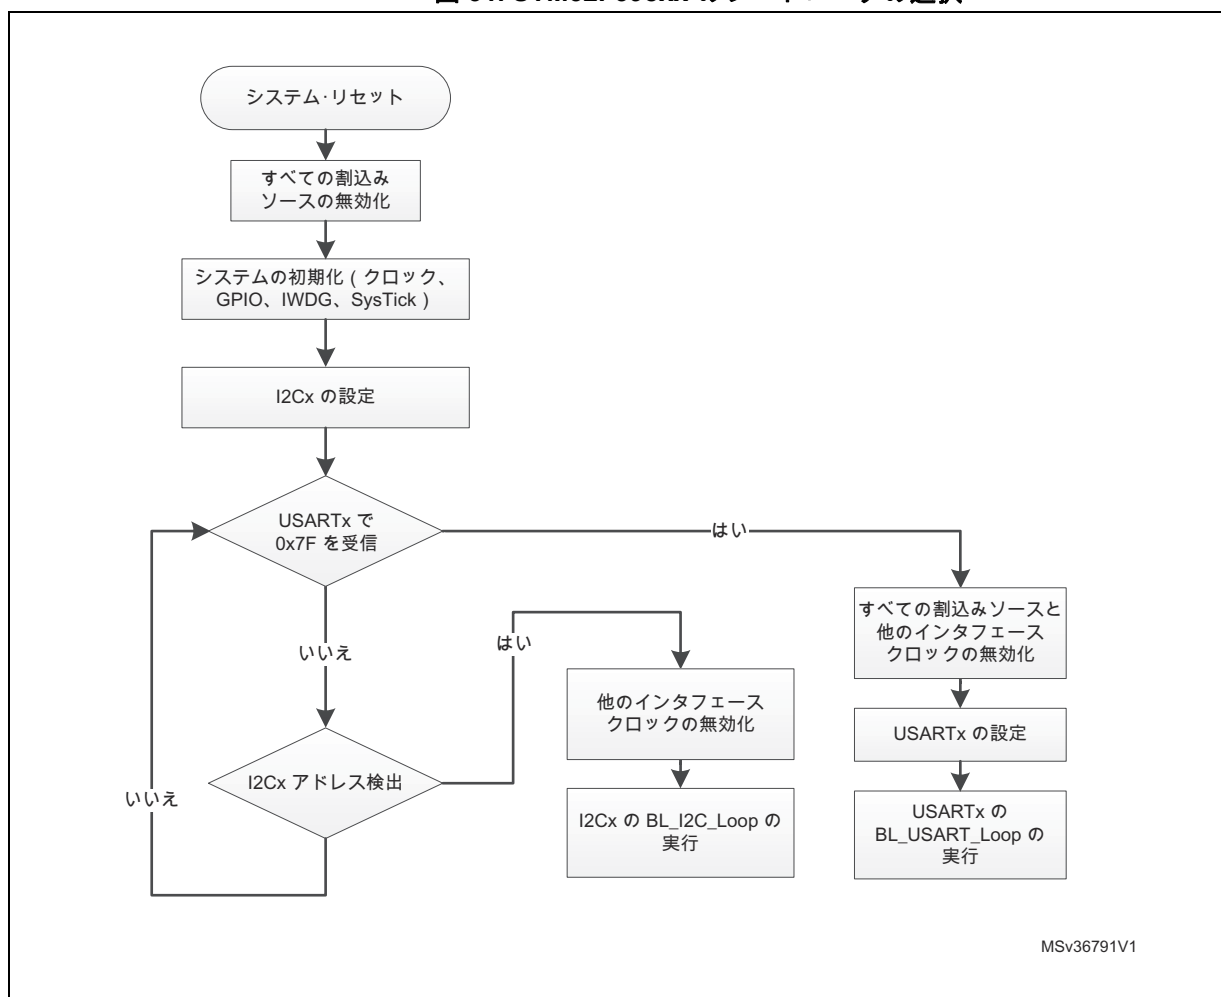 システム･リセット
すべての割込み
ソースの無効化
システムの初期化 ( クロック、
GPIO、IWDG、SysTick )
I2Cx の設定
USARTx で
0x7F を受信
はい
いいえ
はい
すべての割込みソースと
他のインタフェース
クロックの無効化
他のインタフェース
クロックの無効化
USARTx の設定
I2Cx アドレス検出
いいえ
I2Cx の BL_I2C_Loop の
実行
USARTx の
BL_USART_Loop の
実行
MSv36791V1